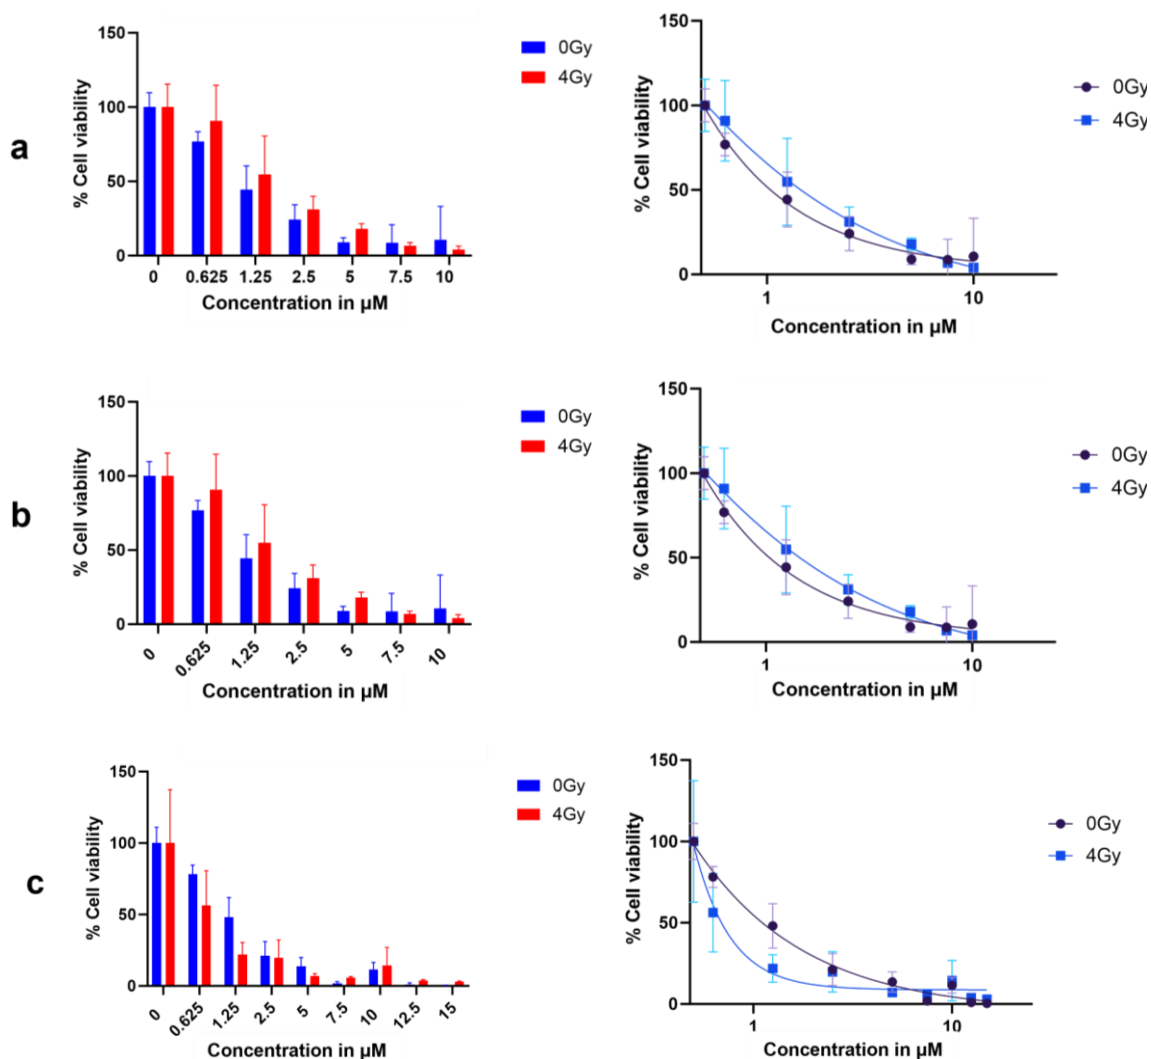 a
150
100
50
0
% Cell viability
0 0.625 1.25 2.5 5 7.5 10
Concentration in µM
0Gy
4Gy
150
100
50
0
% Cell viability
1 10
Concentration in µM
0Gy
4Gy
b
150
100
50
0
% Cell viability
0 0.625 1.25 2.5 5 7.5 10
Concentration in µM
0Gy
4Gy
150
100
50
0
% Cell viability
1 10
Concentration in µM
0Gy
4Gy
c
150
100
50
0
% Cell viability
0 0.625 1.25 2.5 5 7.5 10 12.5 15
Concentration in µM
0Gy
4Gy
150
100
50
0
% Cell viability
1 10
Concentration in µM
0Gy
4Gy